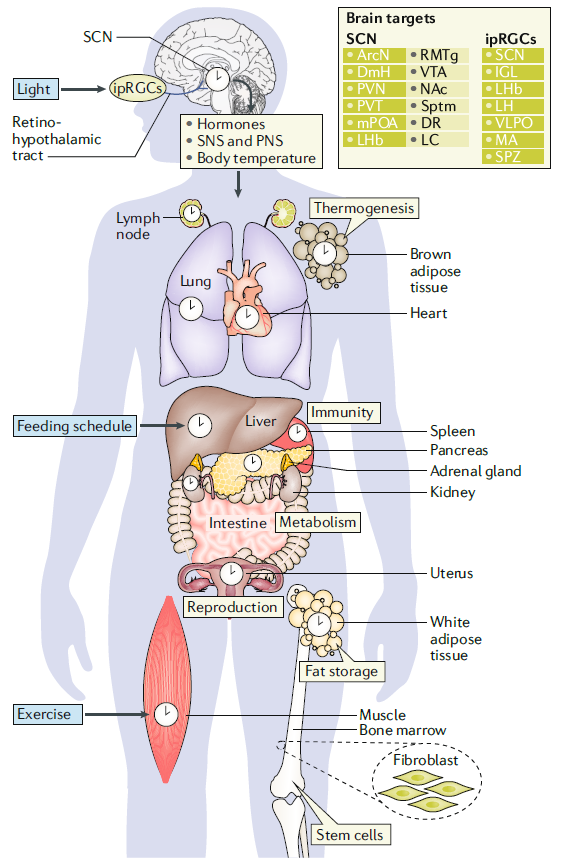 Brain targets
SCN
ipRGCs
ArcN
RMTg
SCN
DmH
VTA
IGL
PVN
NAc
LHb
PVT
Sptm
LH
mPOA
DR
VLPO
LHb
LC
MA
SPZ
SCN
Light
ipRGCs
Retino-
hypothalamic
tract
• Hormones
• SNS and PNS
• Body temperature
Lymph
node
Thermogenesis
Brown
adipose
tissue
Lung
Heart
Feeding schedule
Liver
Immunity
Spleen
Pancreas
Adrenal gland
Kidney
Intestine
Metabolism
Uterus
Reproduction
White
adipose
tissue
Fat storage
Exercise
Muscle
Bone marrow
Fibroblast
Stem cells